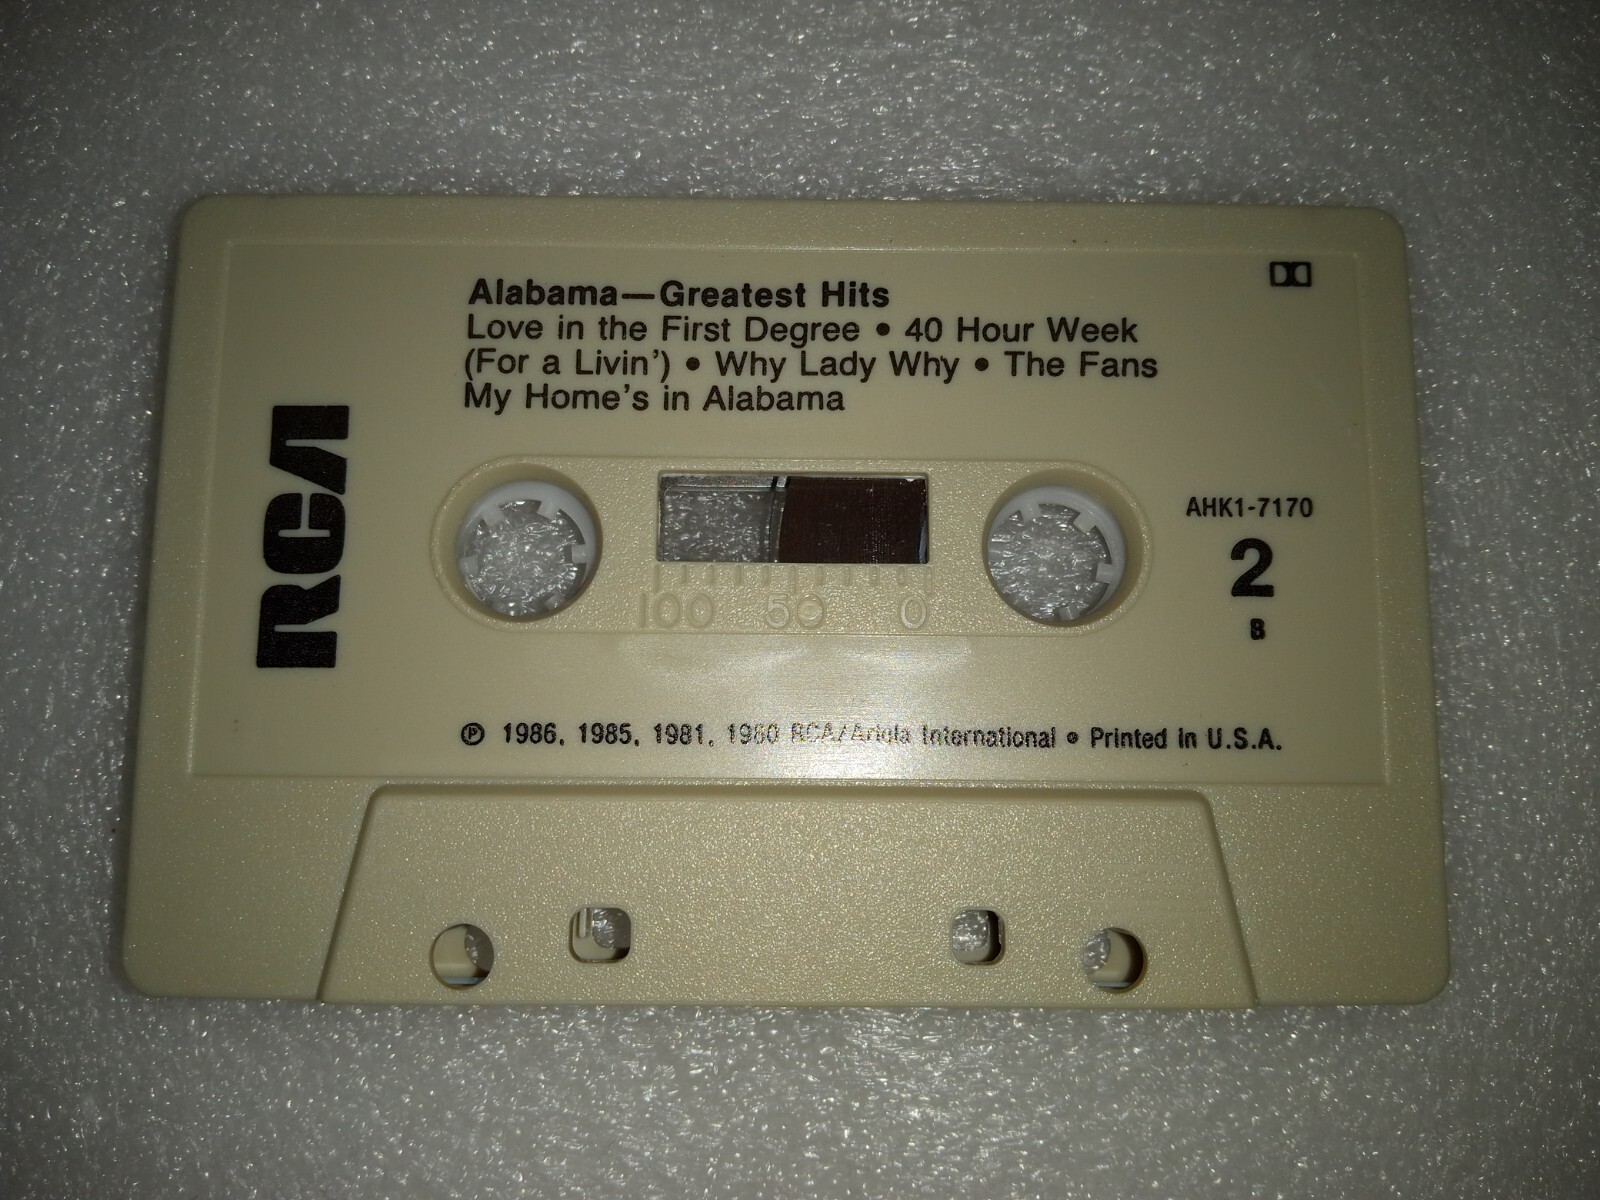 Alabama—Greatest Hits
Love in the First Degree • 40 Hour Week
(For a Livin') • Why Lady Why • The Fans
My Home's in Alabama
RCA
AHK1-7170
2
B
100 50 0
℗ 1986, 1985, 1981, 1980 RCA/Ariola International • Printed in U.S.A.